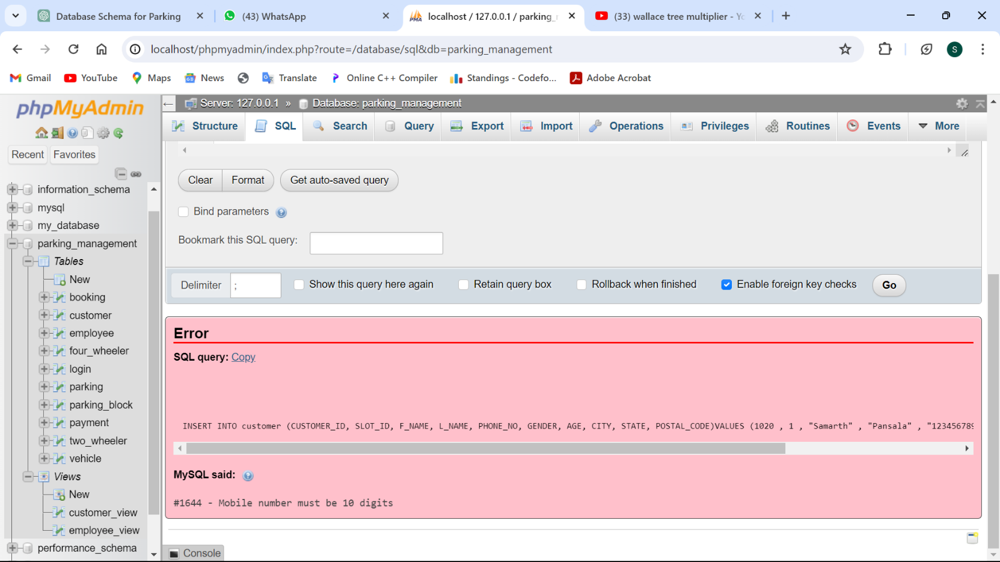 Database Schema for Parking
(43) WhatsApp
localhost / 127.0.0.1 / parking_
(33) wallace tree multiplier - Yo
localhost/phpmyadmin/index.php?route=/database/sql&db=parking_management
S
Gmail
YouTube
Maps
News
Translate
Online C++ Compiler
Standings - Codefo...
Adobe Acrobat
phpMyAdmin
Server: 127.0.0.1 » Database: parking_management
Structure
SQL
Search
Query
Export
Import
Operations
Privileges
Routines
Events
More
Recent
Favorites
information_schema
mysql
my_database
parking_management
Tables
New
booking
customer
employee
four_wheeler
login
parking
parking_block
payment
two_wheeler
vehicle
Views
New
customer_view
employee_view
performance_schema
Clear
Format
Get auto-saved query
Bind parameters
Bookmark this SQL query:
Delimiter
;
Show this query here again
Retain query box
Rollback when finished
Enable foreign key checks
Go
Error
SQL query: Copy
INSERT INTO customer (CUSTOMER_ID, SLOT_ID, F_NAME, L_NAME, PHONE_NO, GENDER, AGE, CITY, STATE, POSTAL_CODE)VALUES (1020 , 1 , "Samarth" , "Pansala" , "123456789
MySQL said:
#1644 - Mobile number must be 10 digits
Console